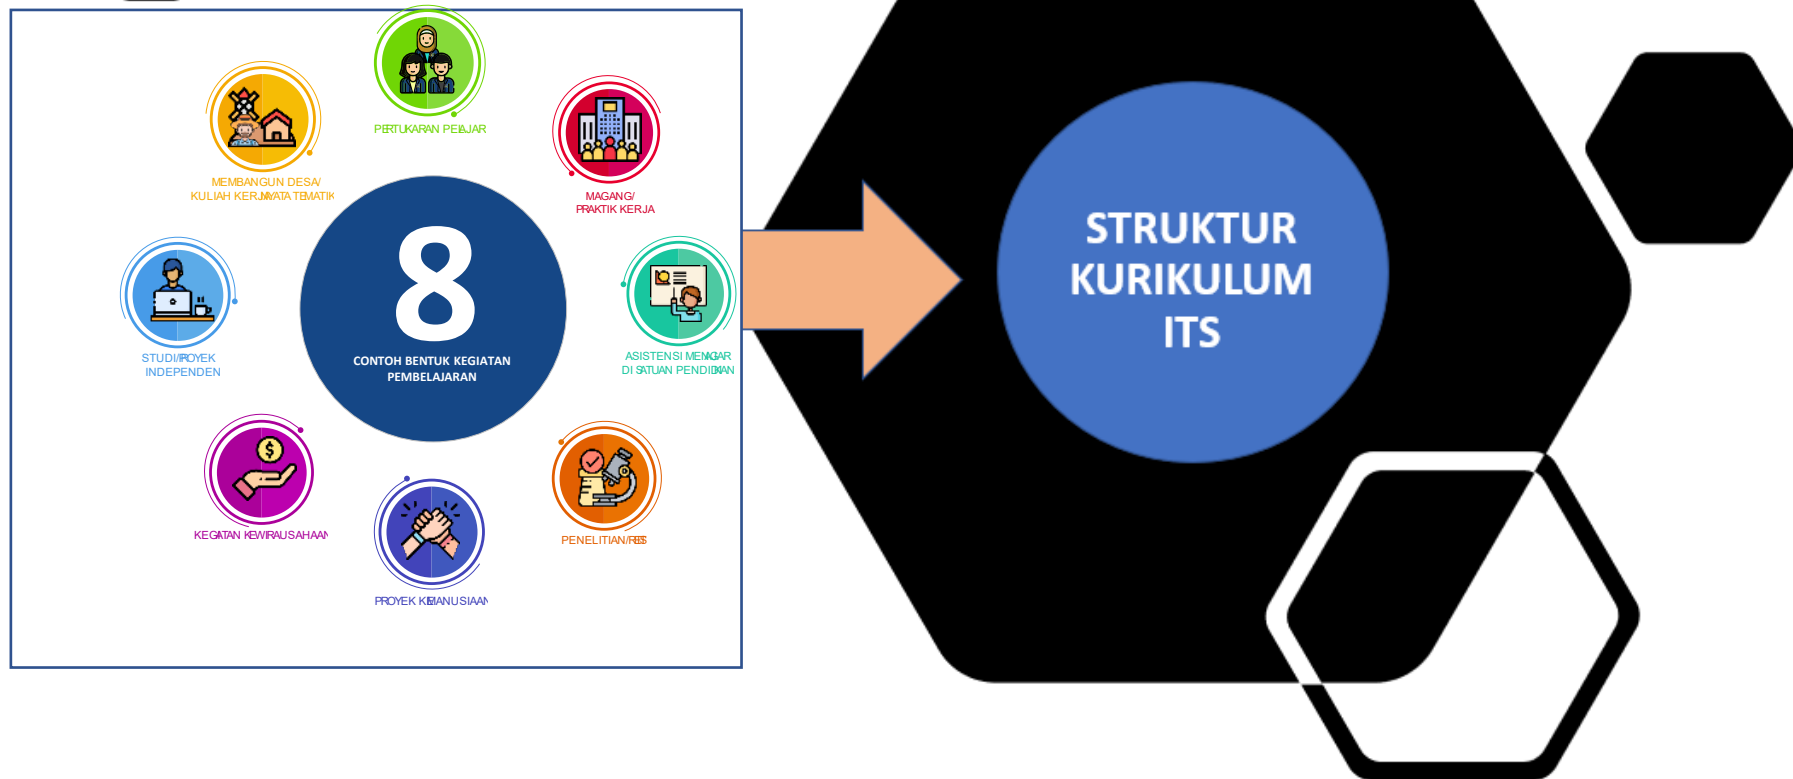 PERTUKARAN PELAJAR
MEMBANGUN DESA/
KULIAH KERJA NYATA TEMATIK
MAGANG/
PRAKTIK KERJA
8
CONTOH BENTUK KEGIATAN
PEMBELAJARAN
STUDI/PROYEK
INDEPENDEN
ASISTENSI MENGAJAR
DI SATUAN PENDIDIKAN
KEGIATAN KEWIRAUSAHAAN
PENELITIAN/RISET
PROYEK KEMANUSIAAN
STRUKTUR
KURIKULUM
ITS